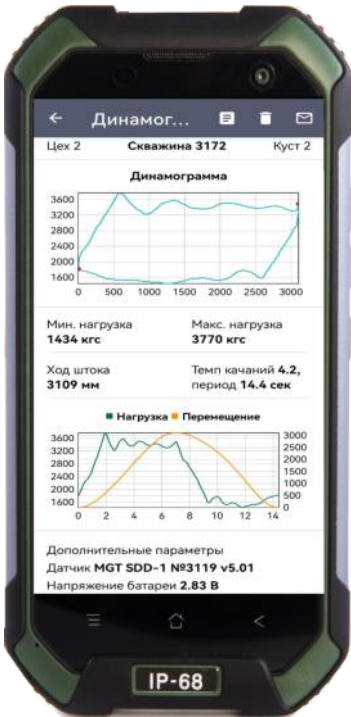 Динамог...
Цех 2 Скважина 3172 Куст 2
Динамограмма
3600
3200
2800
2400
2000
1600
0 500 1000 1500 2000 2500 3000
Мин. нагрузка Макс. нагрузка
1434 кгс 3770 кгс
Ход штока Темп качаний 4.2,
3109 мм период 14.4 сек
Нагрузка Перемещение
3600 3000
3200 2500
2800 2000
2400 1500
2000 1000
1600 500
0
0 2 4 6 8 10 12 14
Дополнительные параметры
Датчик MGT SDD-1 №3119 v5.01
Напряжение батареи 2.83 В
IP-68